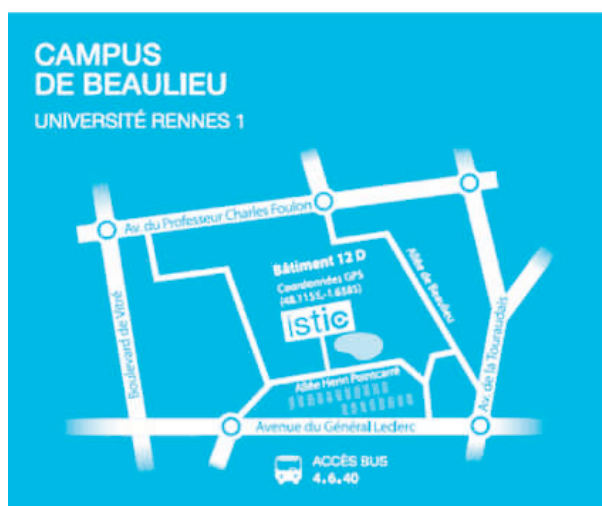 CAMPUS
DE BEAULIEU
UNIVERSITÉ RENNES 1
Av. du Professeur Charles Foulon
Bâtiment 12 D
Coordonnées GPS
(48.1155,-1.6385)
istic
Allée de Beaulieu
Boulevard de Vitré
Av. de la Touraudais
Allée Henri Pointcarré
Avenue du Général Leclerc
ACCÈS BUS
4.6.40